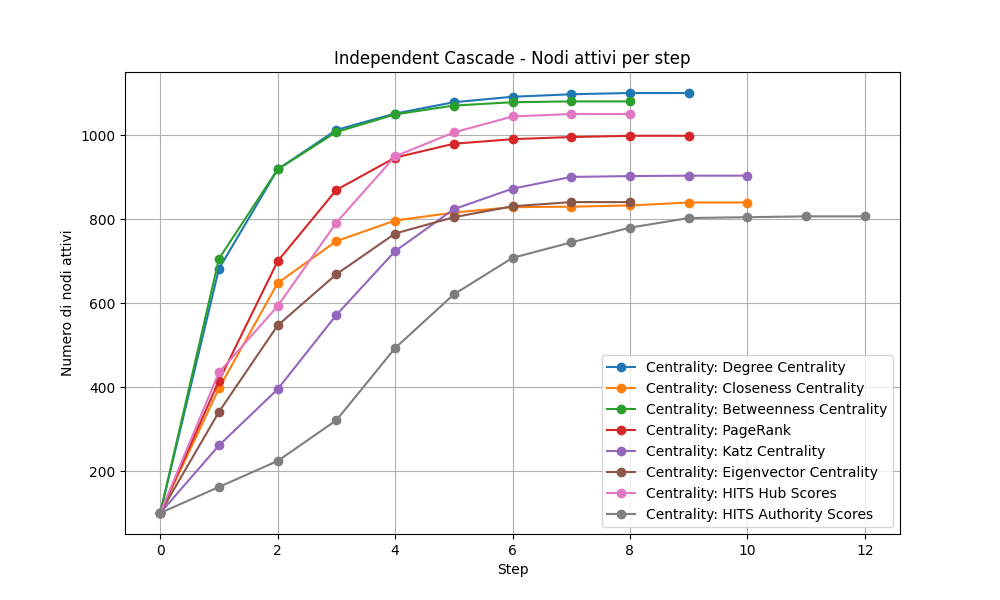 Independent Cascade - Nodi attivi per step
Numero di nodi attivi
1000
800
600
400
200
Centrality: Degree Centrality
Centrality: Closeness Centrality
Centrality: Betweenness Centrality
Centrality: PageRank
Centrality: Katz Centrality
Centrality: Eigenvector Centrality
Centrality: HITS Hub Scores
Centrality: HITS Authority Scores
0 2 4 6 8 10 12
Step